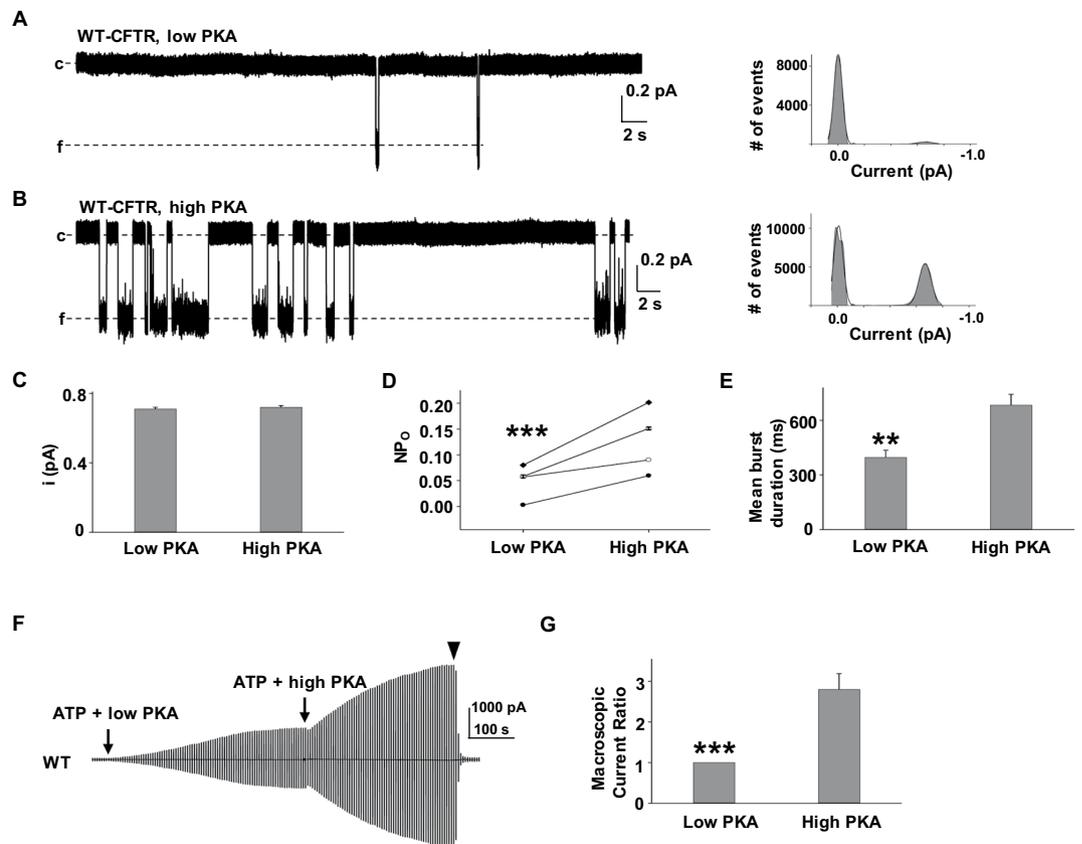 A
WT-CFTR, low PKA
c
f
0.2 pA
2 s
# of events
8000
4000
0.0
-1.0
Current (pA)
B
WT-CFTR, high PKA
c
f
0.2 pA
2 s
# of events
10000
5000
0.0
-1.0
Current (pA)
C
i (pA)
0.8
0.4
0
Low PKA
High PKA
D
NPO
0.20
0.15
0.10
0.05
0.00
***
Low PKA
High PKA
E
Mean burst
duration (ms)
600
300
0
**
Low PKA
High PKA
F
ATP + low PKA
ATP + high PKA
WT
1000 pA
100 s
G
Macroscopic
Current Ratio
3
2
1
0
***
Low PKA
High PKA